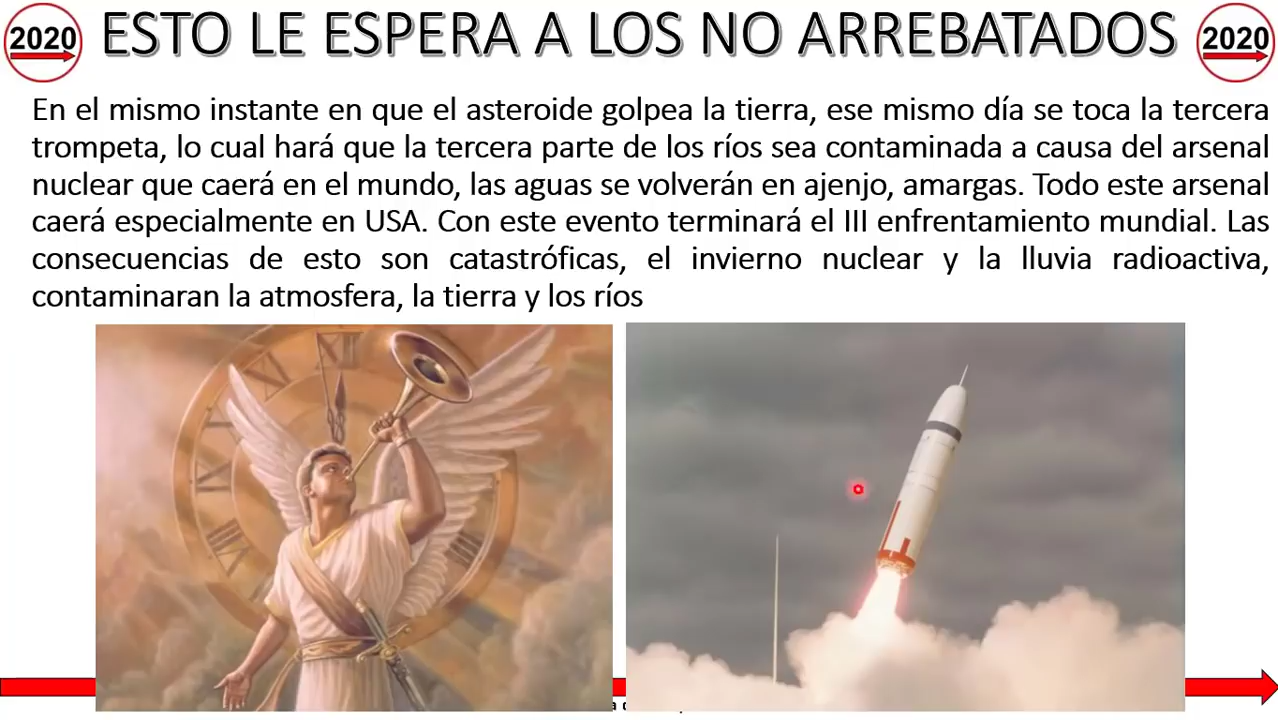 2020 ESTO LE ESPERA A LOS NO ARREBATADOS 2020
En el mismo instante en que el asteroide golpea la tierra, ese mismo día se toca la tercera
trompeta, lo cual hará que la tercera parte de los ríos sea contaminada a causa del arsenal
nuclear que caerá en el mundo, las aguas se volverán en ajenjo, amargas. Todo este arsenal
caerá especialmente en USA. Con este evento terminará el III enfrentamiento mundial. Las
consecuencias de esto son catastróficas, el invierno nuclear y la lluvia radioactiva,
contaminaran la atmosfera, la tierra y los ríos